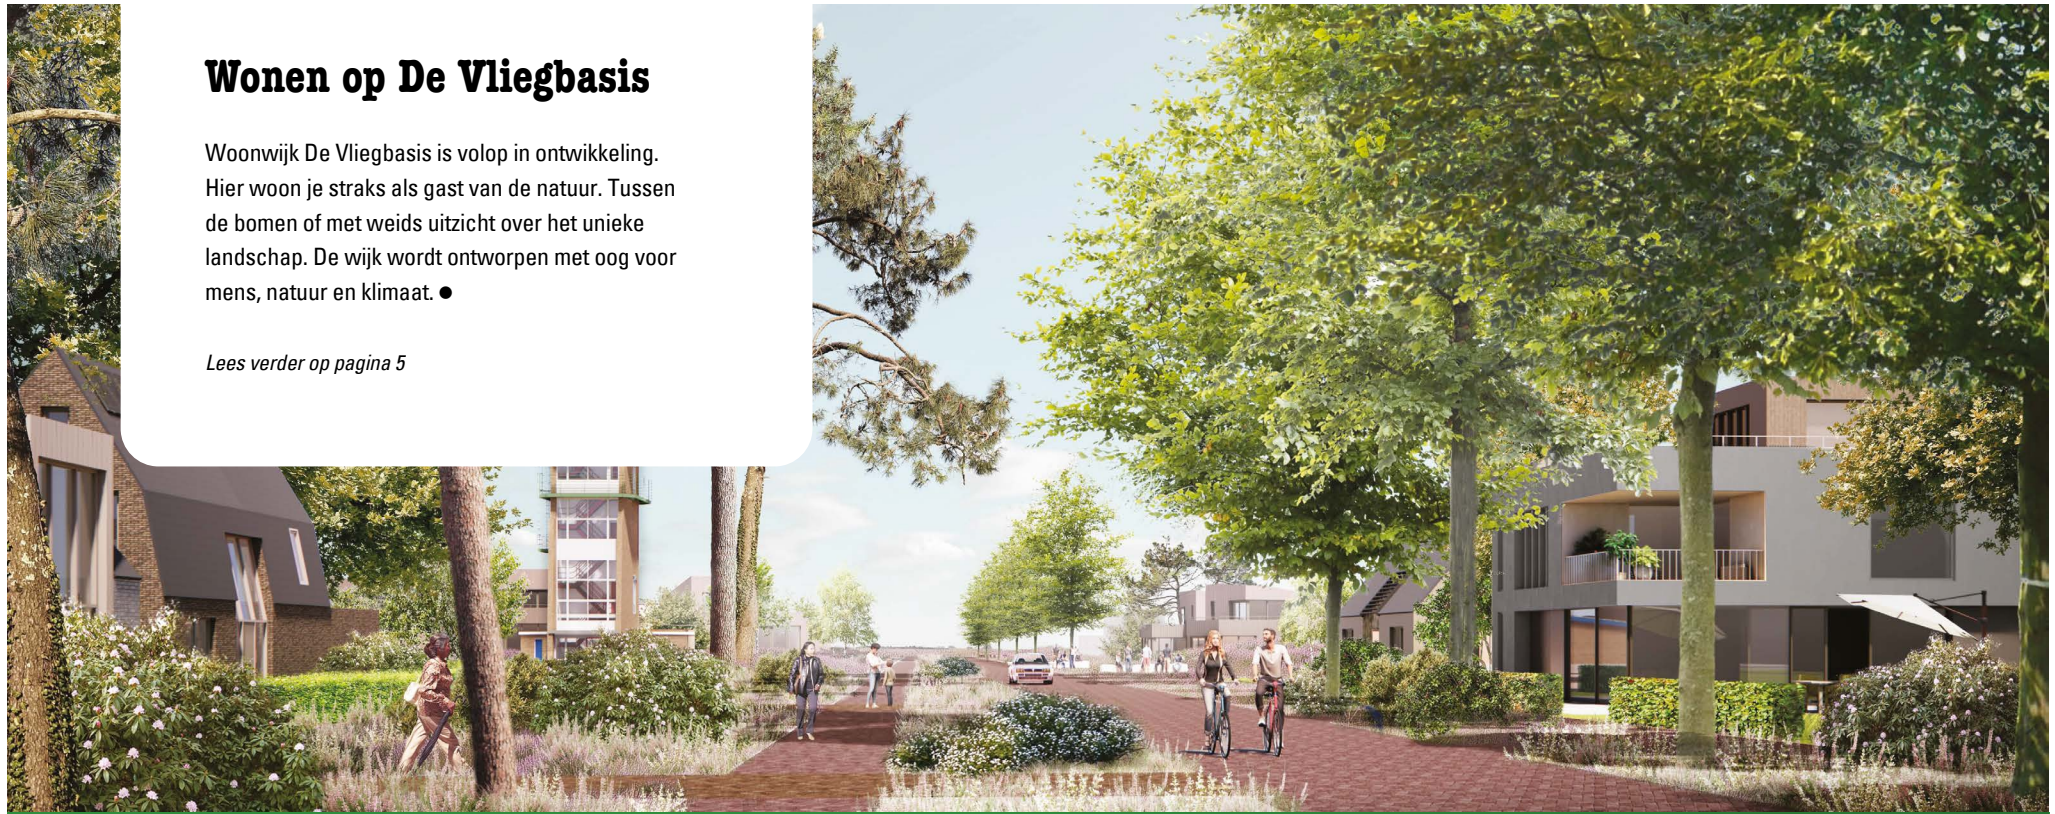 Wonen op De Vliegbasis
Woonwijk De Vliegbasis is volop in ontwikkeling.
Hier woon je straks als gast van de natuur. Tussen
de bomen of met weids uitzicht over het unieke
landschap. De wijk wordt ontworpen met oog voor
mens, natuur en klimaat. ●
Lees verder op pagina 5